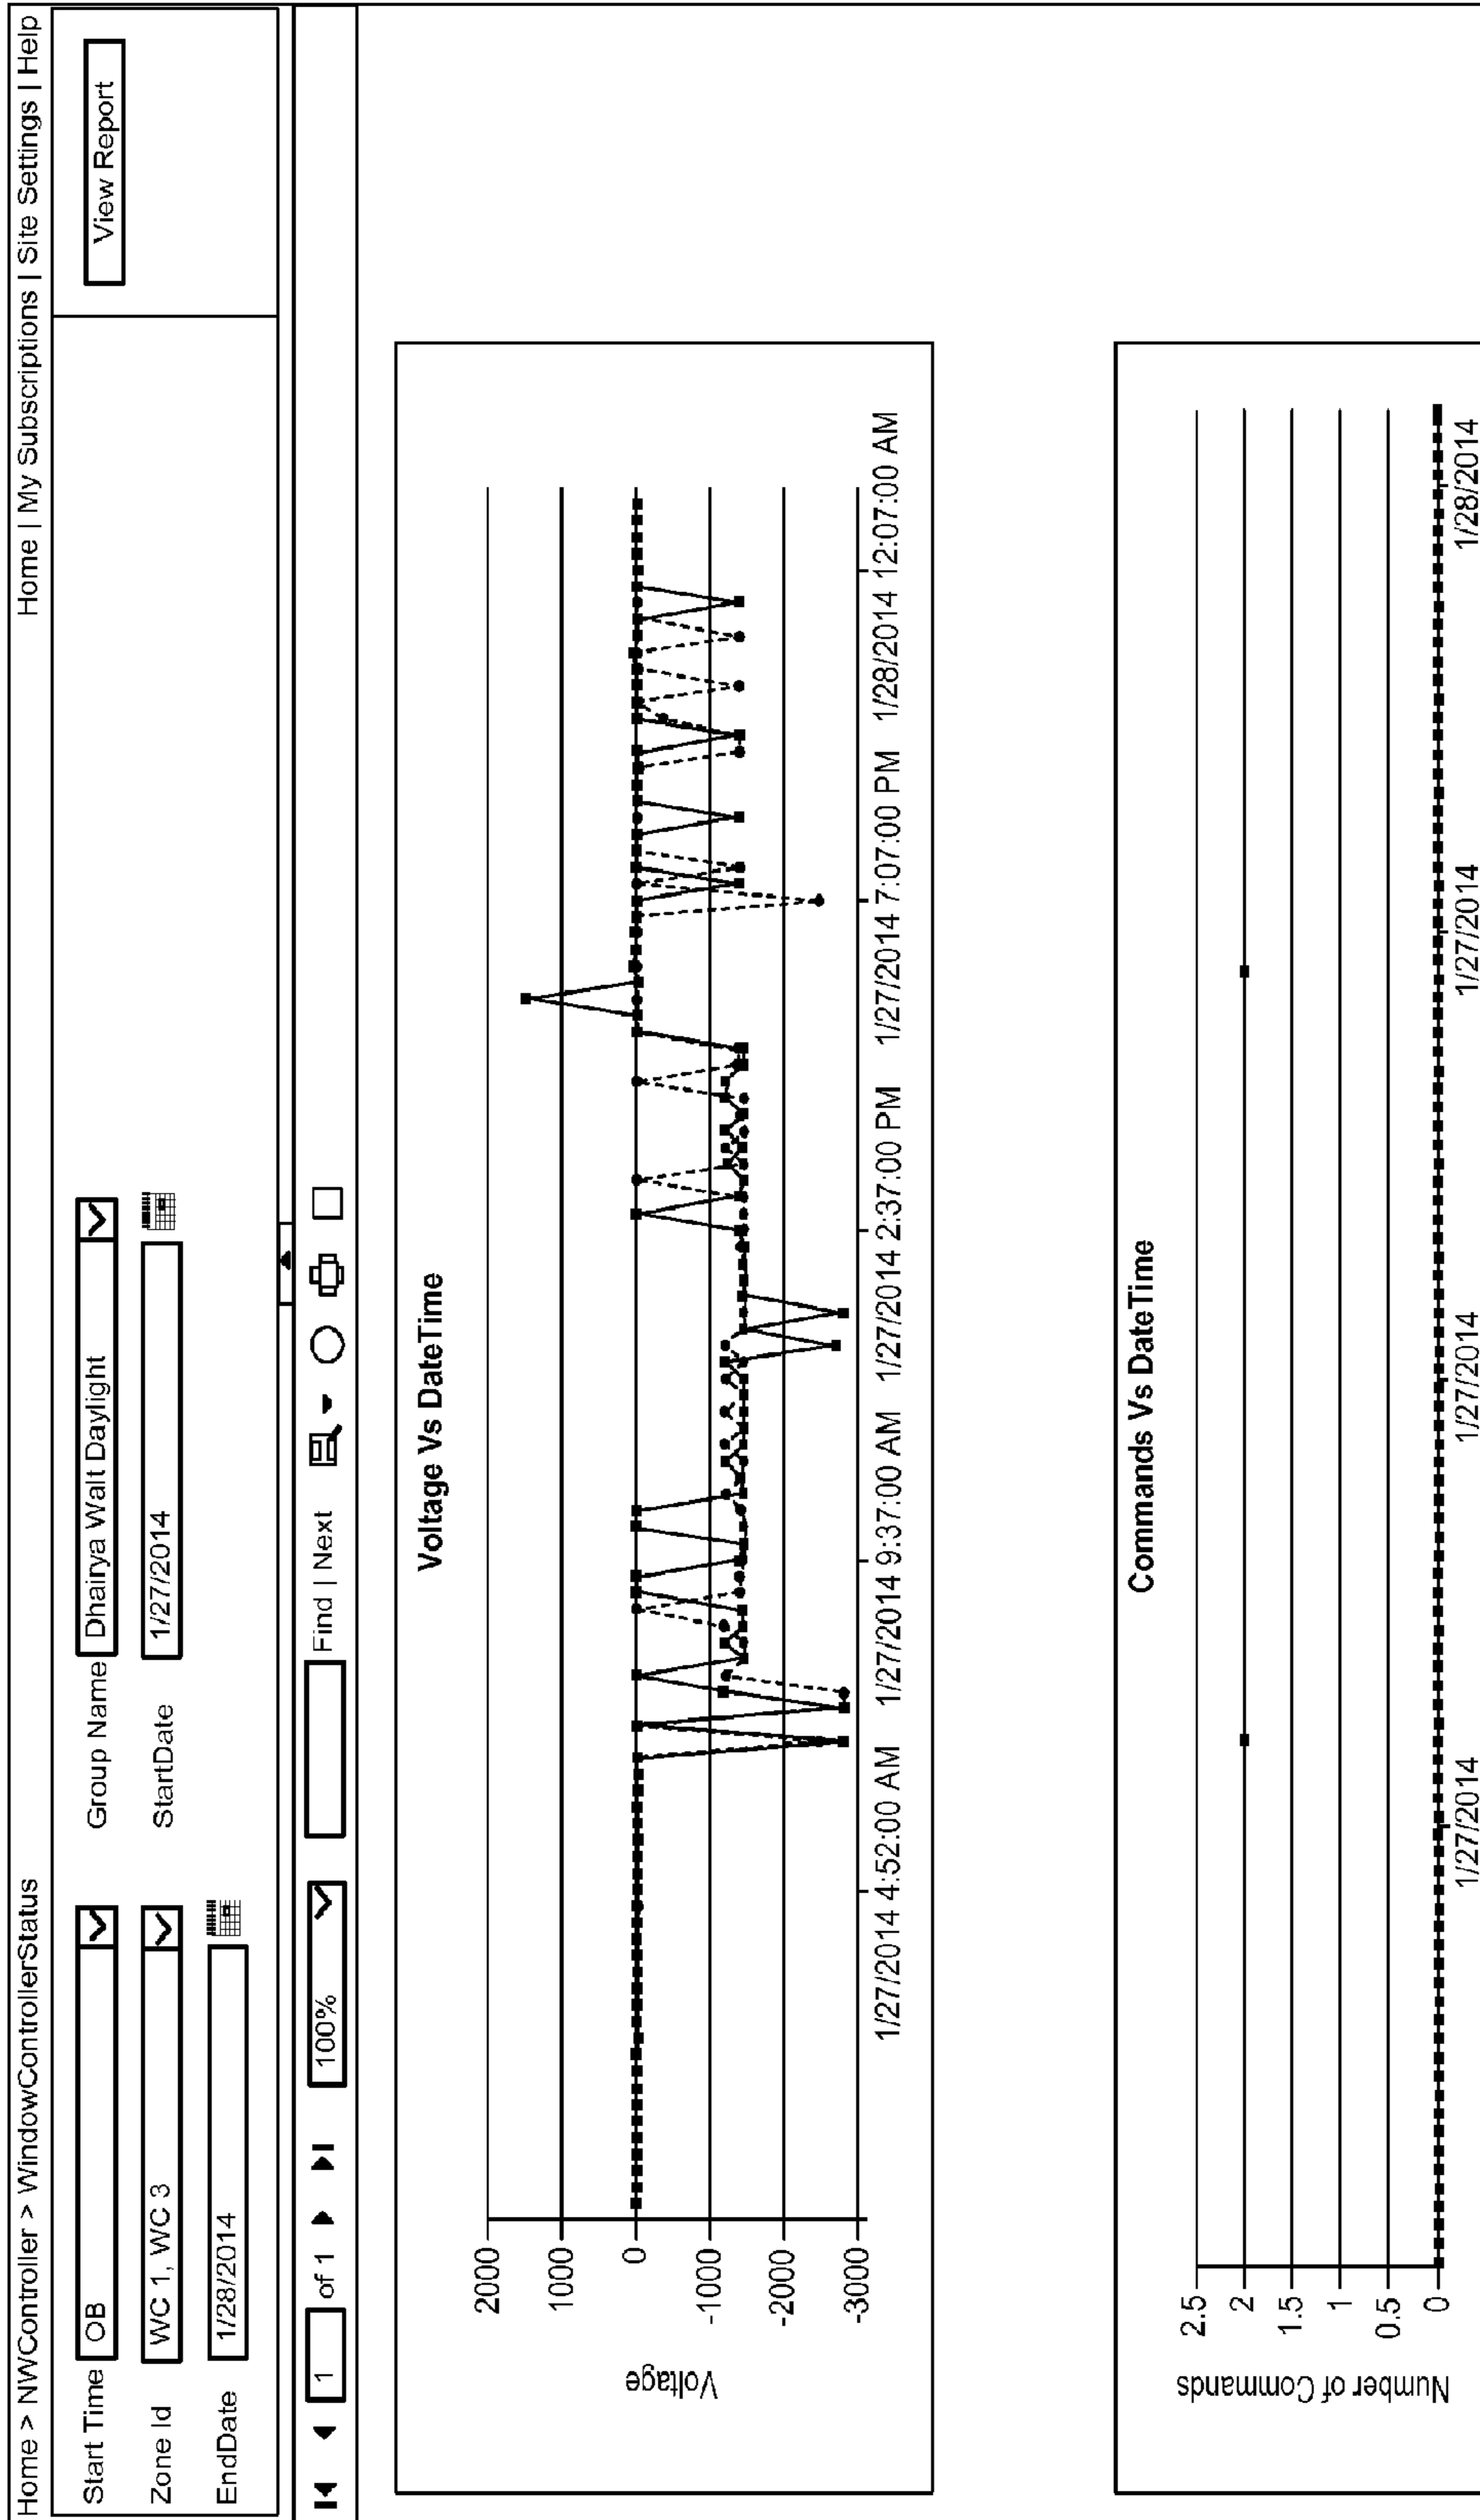 Home > NWController > WindowControllerStatus
Home | My Subscriptions | Site Settings | Help
Start Time OB
Group Name Dhairya Walt Daylight
View Report
Zone Id WC 1, WC 3
StartDate 1/27/2014
EndDate 1/28/2014
1 of 1
100%
Find | Next
Voltage Vs DateTime
Voltage
2000
1000
0
-1000
-2000
-3000
1/27/2014 4:52:00 AM
1/27/2014 9:37:00 AM
1/27/2014 2:37:00 PM
1/27/2014 7:07:00 PM
1/28/2014 12:07:00 AM
Commands Vs DateTime
Number of Commands
2.5
2
1.5
1
0.5
0
1/27/2014
1/27/2014
1/27/2014
1/28/2014